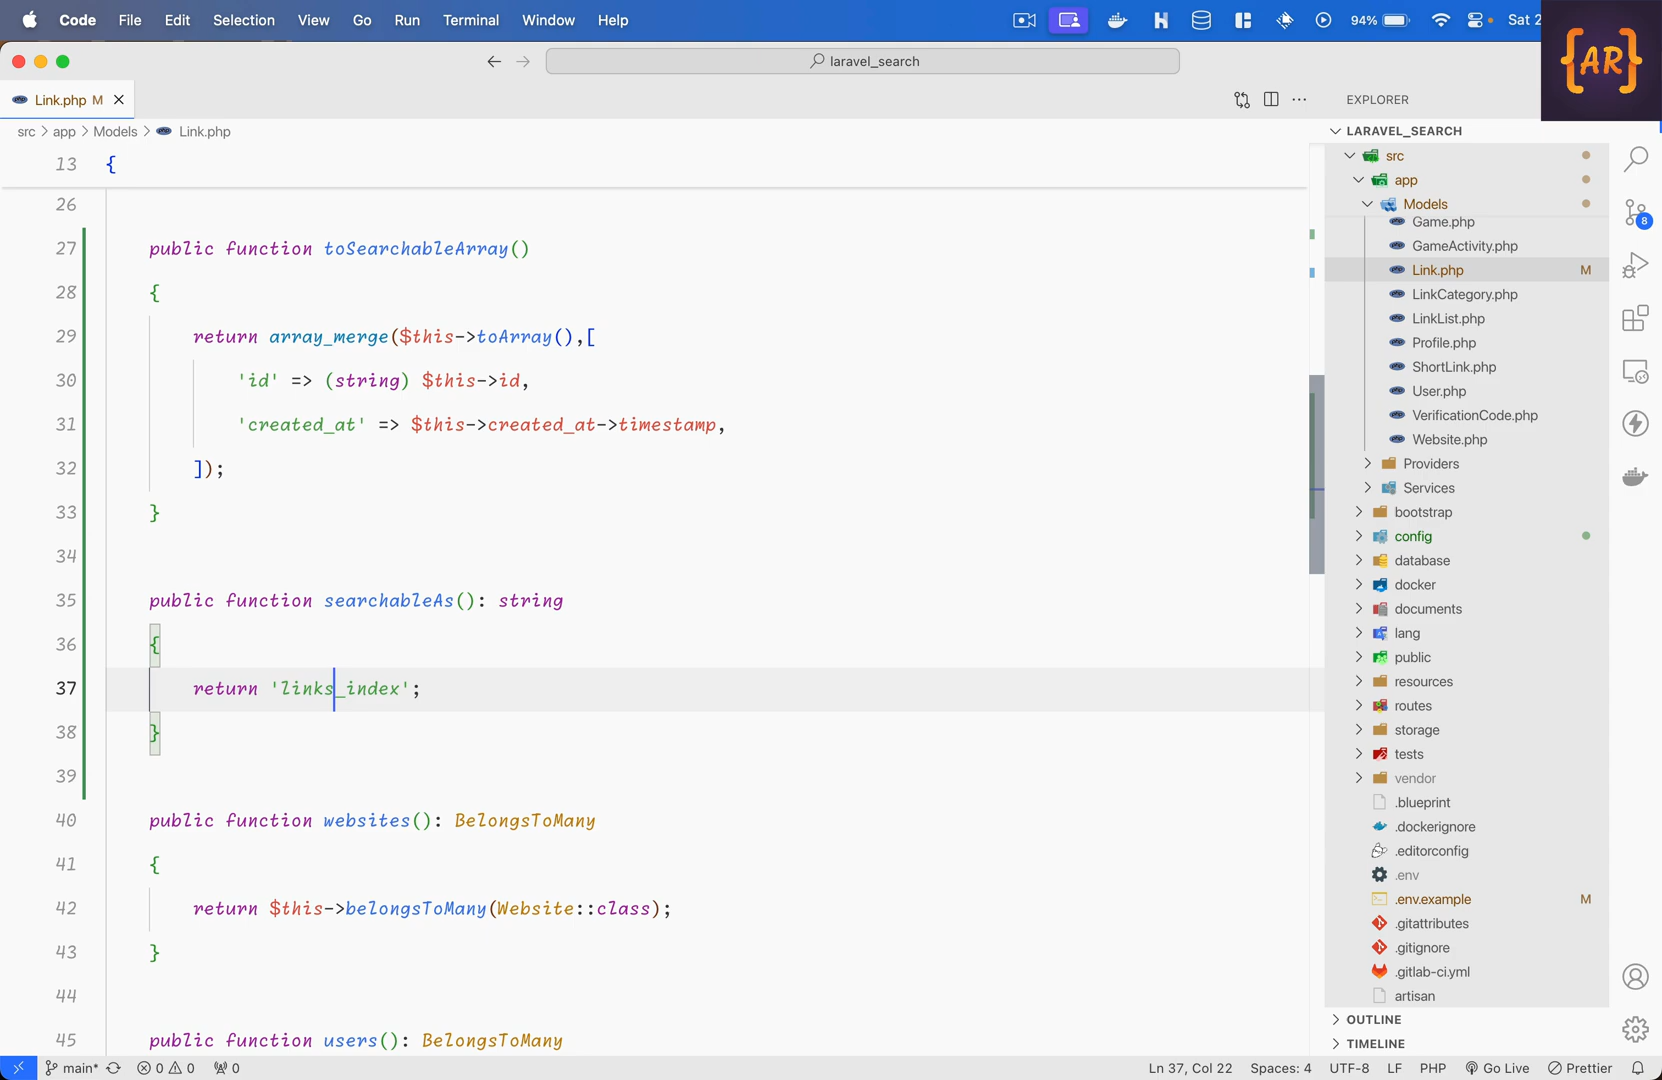 Code File Edit Selection View Go Run Terminal Window Help 94% Sat 2
{AR}
laravel_search
Link.php M
EXPLORER
src > app > Models > Link.php
LARAVEL_SEARCH
13 {
26
27 public function toSearchableArray()
28 {
29 return array_merge($this->toArray(),[
30 'id' => (string) $this->id,
31 'created_at' => $this->created_at->timestamp,
32 ]);
33 }
34
35 public function searchableAs(): string
36 {
37 return 'links_index';
38 }
39
40 public function websites(): BelongsToMany
41 {
42 return $this->belongsToMany(Website::class);
43 }
44
45 public function users(): BelongsToMany
src
app
Models
Game.php
GameActivity.php
Link.php M
LinkCategory.php
LinkList.php
Profile.php
ShortLink.php
User.php
VerificationCode.php
Website.php
Providers
Services
bootstrap
config
database
docker
documents
lang
public
resources
routes
storage
tests
vendor
.blueprint
.dockerignore
.editorconfig
.env
.env.example M
.gitattributes
.gitignore
.gitlab-ci.yml
artisan
OUTLINE
TIMELINE
8
main* 0 0 0 Ln 37, Col 22 Spaces: 4 UTF-8 LF PHP Go Live Prettier